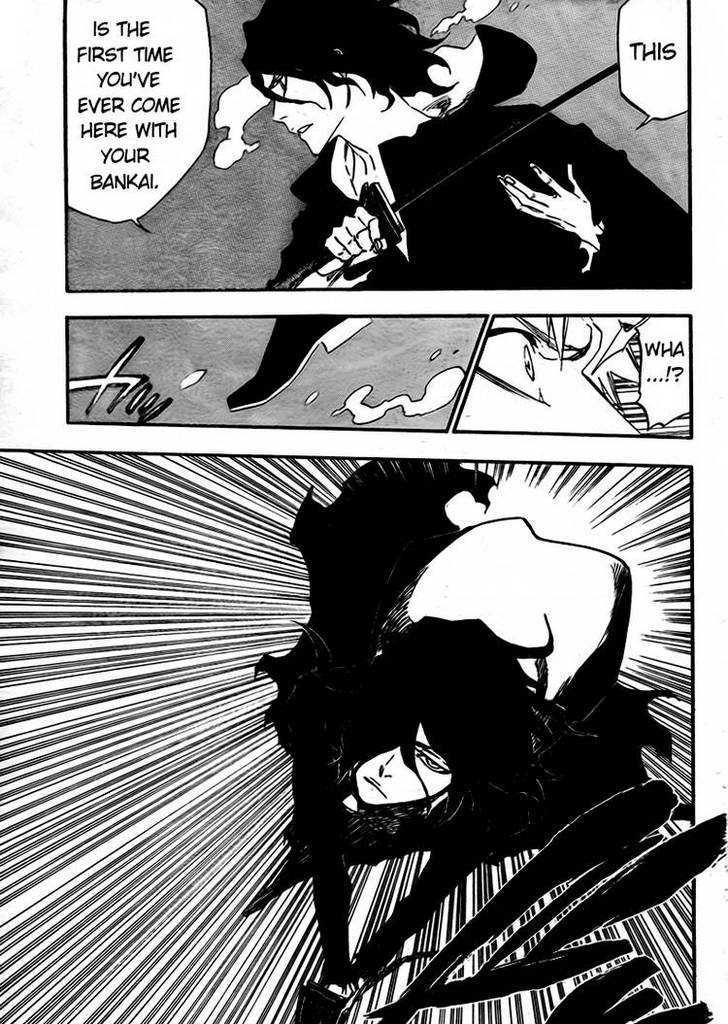 THIS
IS THE
FIRST TIME
YOU'VE
EVER COME
HERE WITH
YOUR
BANKAI.
WHA
...!?